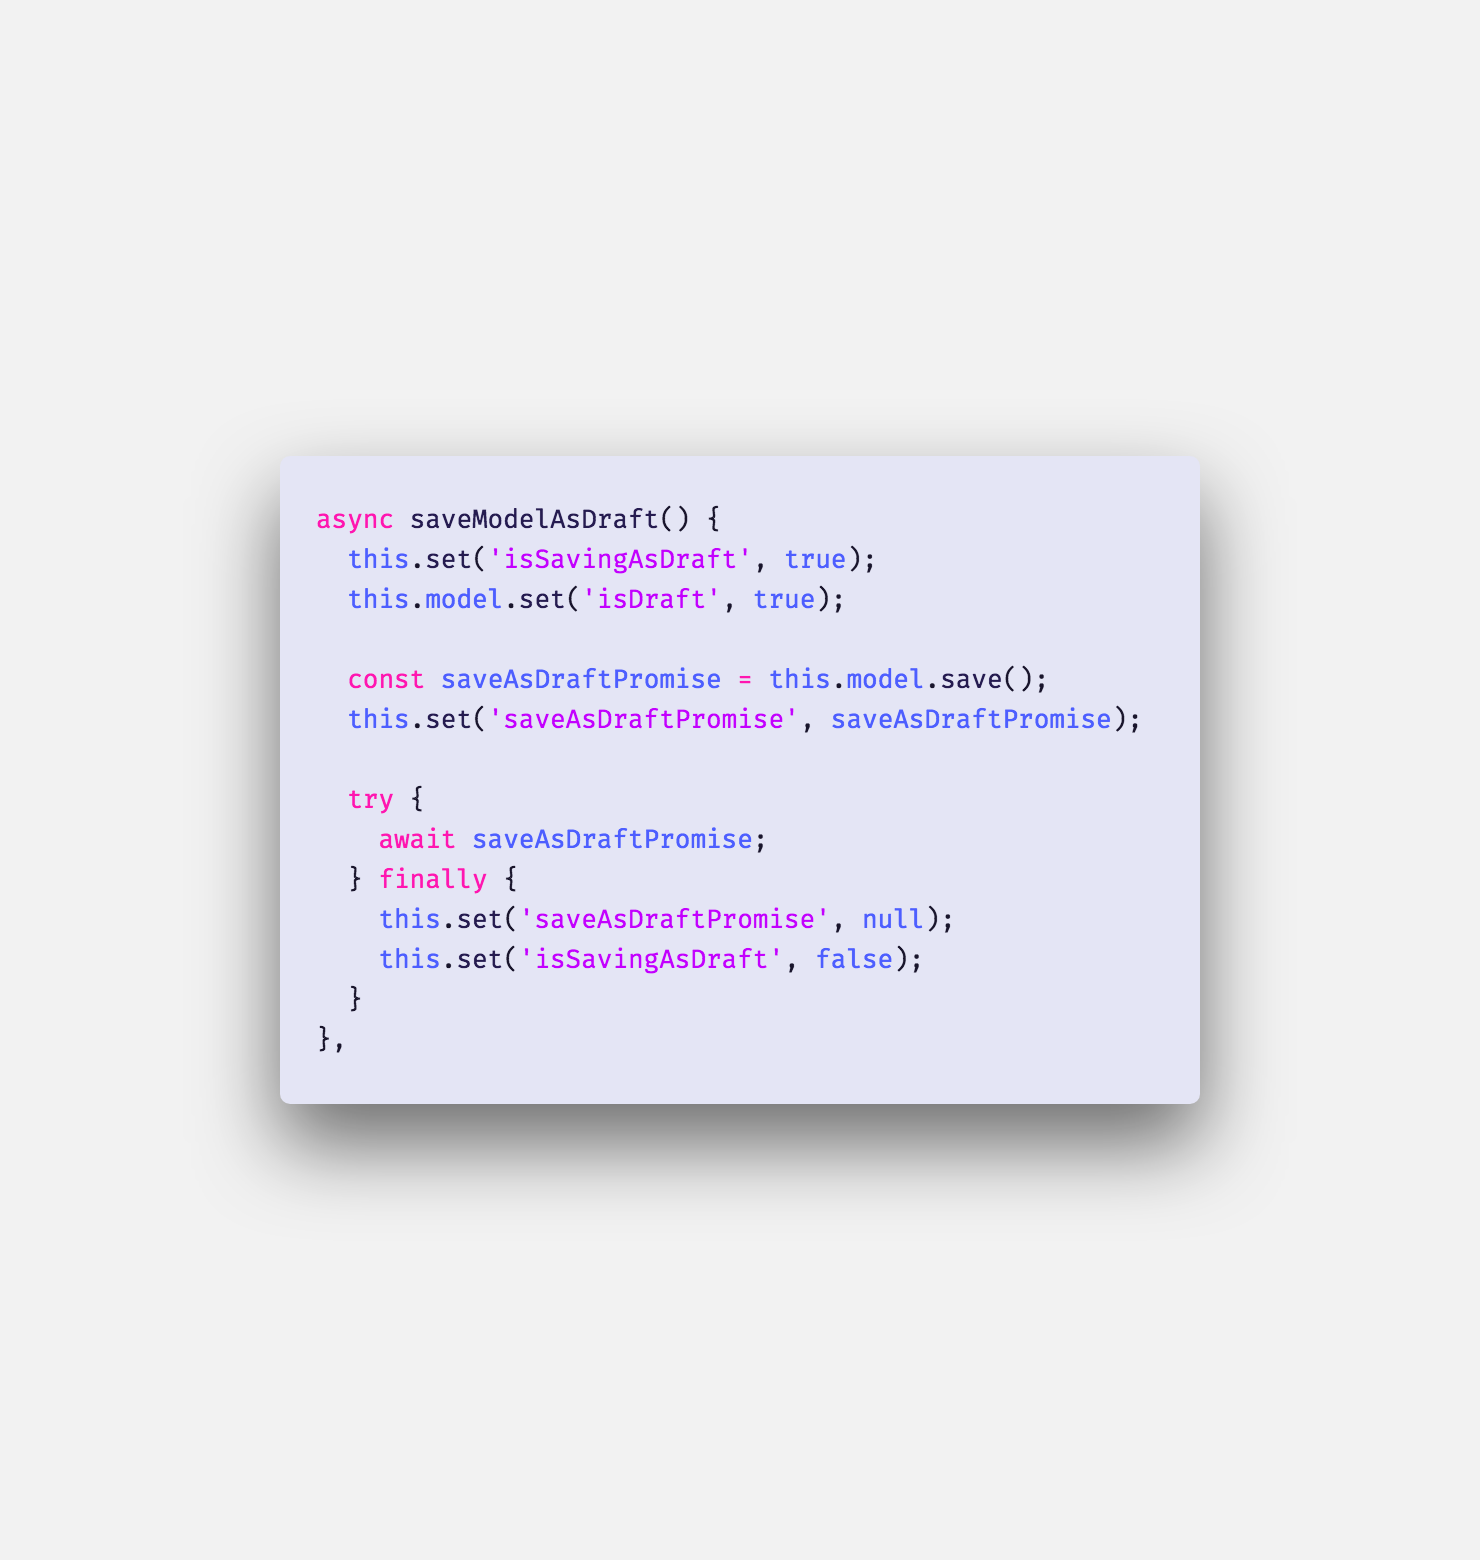 async saveModelAsDraft() {
  this.set('isSavingAsDraft', true);
  this.model.set('isDraft', true);

  const saveAsDraftPromise = this.model.save();
  this.set('saveAsDraftPromise', saveAsDraftPromise);

  try {
    await saveAsDraftPromise;
  } finally {
    this.set('saveAsDraftPromise', null);
    this.set('isSavingAsDraft', false);
  }
},